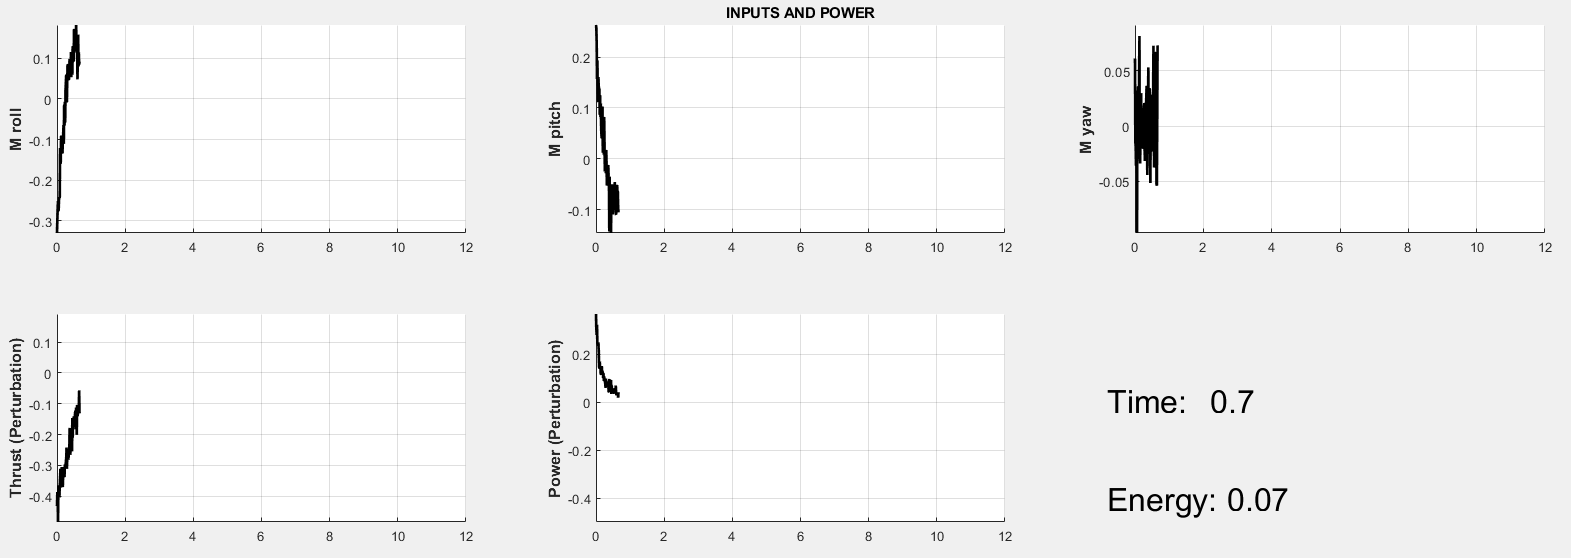 INPUTS AND POWER
M roll
0.1
0
-0.1
-0.2
-0.3
0 2 4 6 8 10 12
M pitch
0.2
0.1
0
-0.1
0 2 4 6 8 10 12
M yaw
0.05
0
-0.05
0 2 4 6 8 10 12
Thrust (Perturbation)
0.1
0
-0.1
-0.2
-0.3
-0.4
0 2 4 6 8 10 12
Power (Perturbation)
0.2
0
-0.2
-0.4
0 2 4 6 8 10 12
Time: 0.7
Energy: 0.07